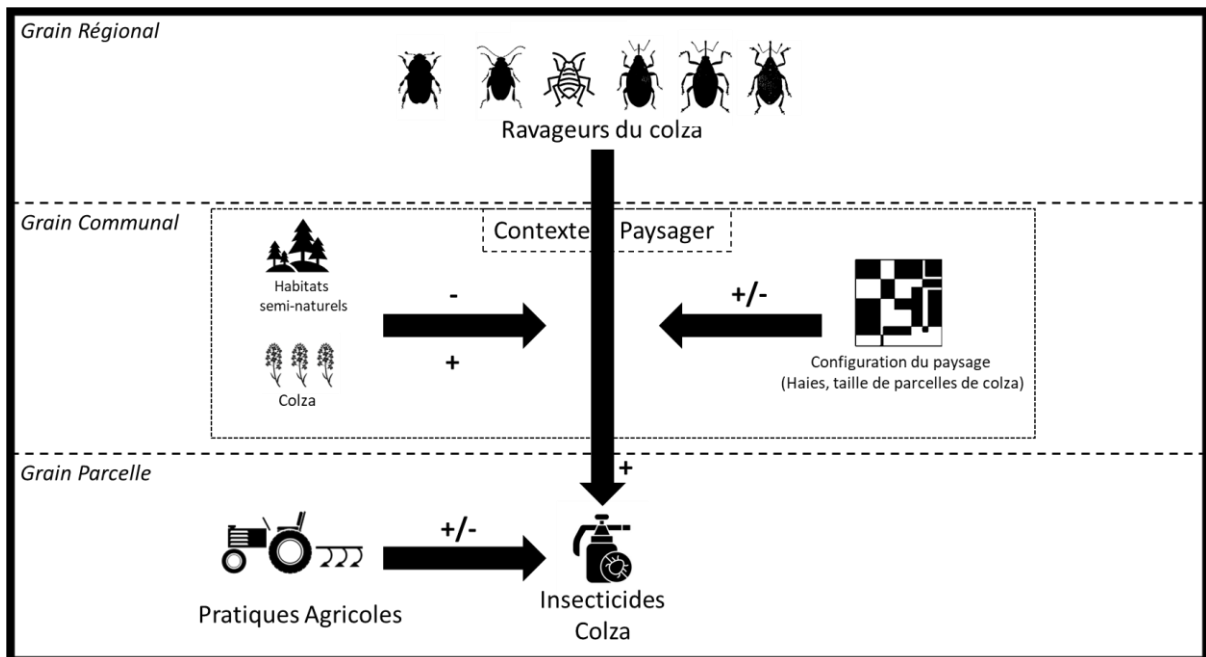 Grain Régional
Ravageurs du colza
Grain Communal
Contexte Paysager
Habitats
semi-naturels
-
+
Colza
+/-
Configuration du paysage
(Haies, taille de parcelles de colza)
Grain Parcelle
+
+/-
Pratiques Agricoles
Insecticides
Colza